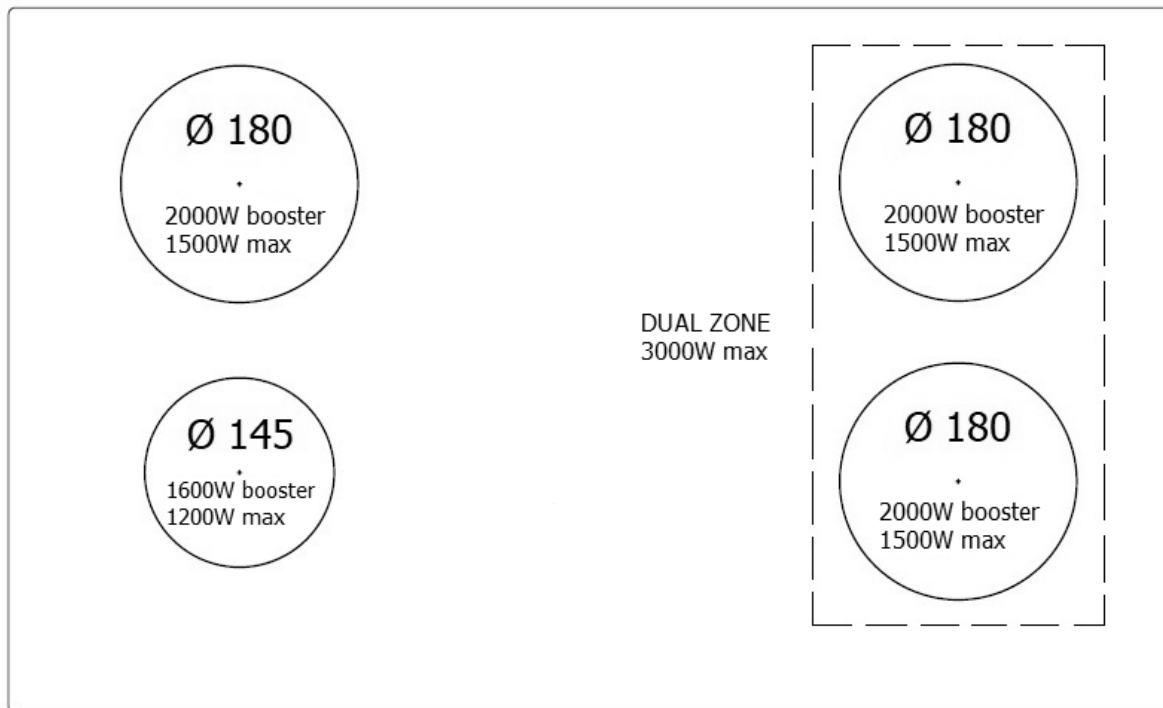 Ø 180
2000W booster
1500W max
Ø 145
1600W booster
1200W max
DUAL ZONE
3000W max
Ø 180
2000W booster
1500W max
Ø 180
2000W booster
1500W max